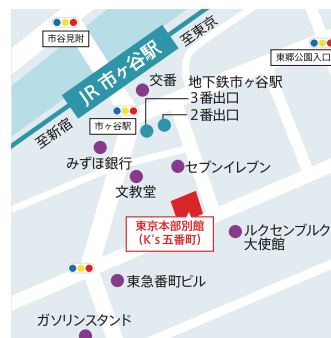 市谷見附
至東京
東郷公園入口
JR 市ヶ谷駅
交番
地下鉄市ヶ谷駅
3番出口
2番出口
市ヶ谷駅
至新宿
みずほ銀行
セブンイレブン
文教堂
東京本部別館
(K's 五番町)
ルクセンブルク
大使館
東急番町ビル
ガソリンスタンド